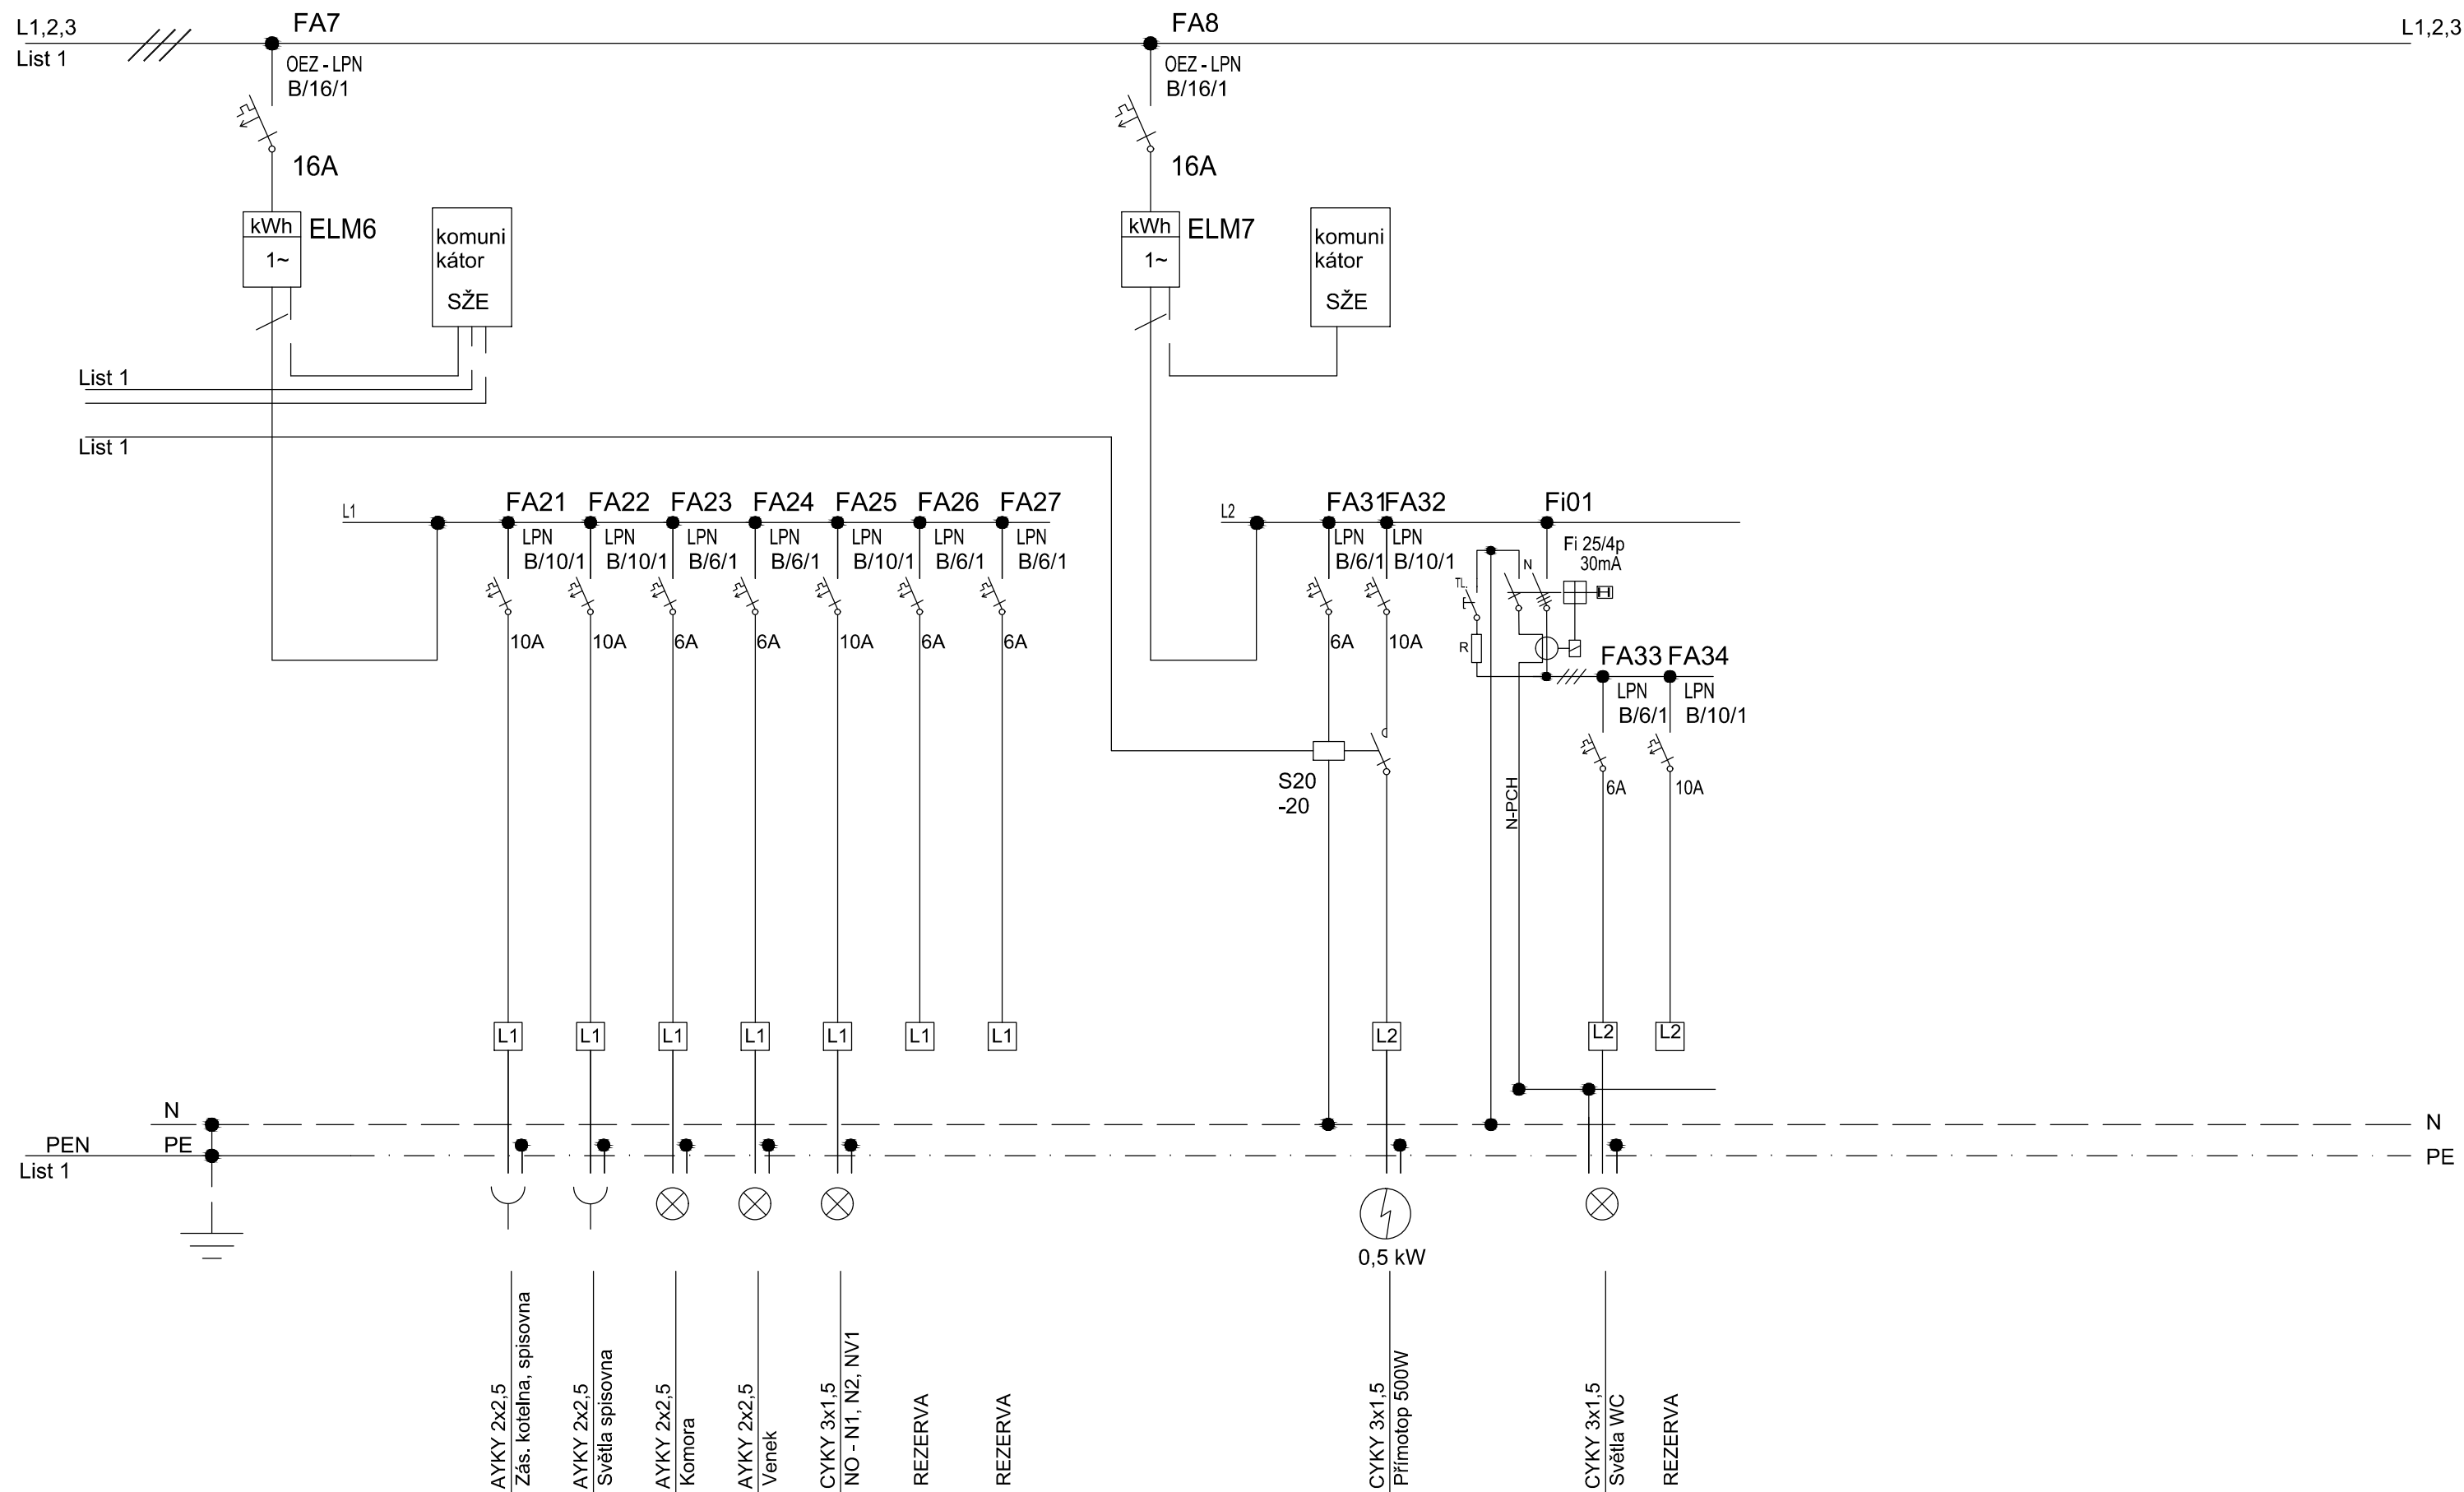 L1,2,3
List 1
FA7
OEZ - LPN
B/16/1
16A
kWh
1~
ELM6
komuni
kátor
SŽE
FA8
OEZ - LPN
B/16/1
16A
kWh
1~
ELM7
komuni
kátor
SŽE
L1,2,3
List 1
List 1
L1
FA21
LPN
B/10/1
10A
FA22
LPN
B/10/1
10A
FA23
LPN
B/6/1
6A
FA24
LPN
B/6/1
6A
FA25
LPN
B/10/1
10A
FA26
LPN
B/6/1
6A
FA27
LPN
B/6/1
6A
L2
FA31
LPN
B/6/1
6A
FA32
LPN
B/10/1
10A
Fi01
Fi 25/4p
30mA
N
TL.
R
H
FA33
LPN
B/6/1
6A
FA34
LPN
B/10/1
10A
S20
-20
N-PCH
L1
L1
L1
L1
L1
L1
L1
L2
L2
L2
N
PEN
PE
List 1
N
PE
0,5 kW
AYKY 2x2,5
Zás. kotelna, spisovna
AYKY 2x2,5
Světla spisovna
AYKY 2x2,5
Komora
AYKY 2x2,5
Venek
CYKY 3x1,5
NO - N1, N2, NV1
REZERVA
REZERVA
CYKY 3x1,5
Přímotop 500W
CYKY 3x1,5
Světla WC
REZERVA